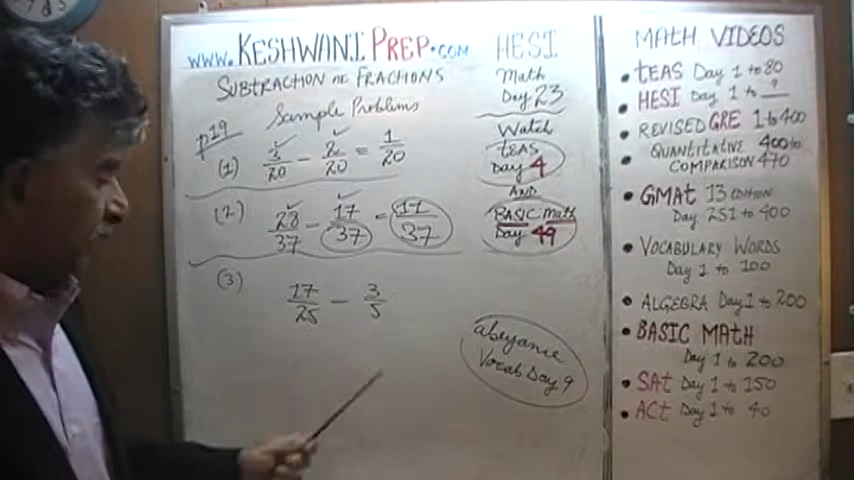 www.KESHWANIPREP.com
SUBTRACTION OF FRACTIONS
Sample Problems
p19
(1) 3/20 - 2/20 = 1/20
(2) 28/37 - 17/37 = 11/37
(3) 17/25 - 3/5
HESI
Math
Day 23
Watch
TEAS
Day 4
AND
BASIC Math
Day 49
abeyance
Vocab Day 9
MATH VIDEOS
• TEAS Day 1 to 80
• HESI Day 1 to ?
• REVISED GRE 1 to 400
• QUANTITATIVE 400 to
COMPARISON 470
• GMAT 13 EDITION
Day 251 to 400
• VOCABULARY WORDS
Day 1 to 100
• ALGEBRA Day 1 to 200
• BASIC MATH
Day 1 to 200
• SAT Day 1 to 150
• ACT Day 1 to 40